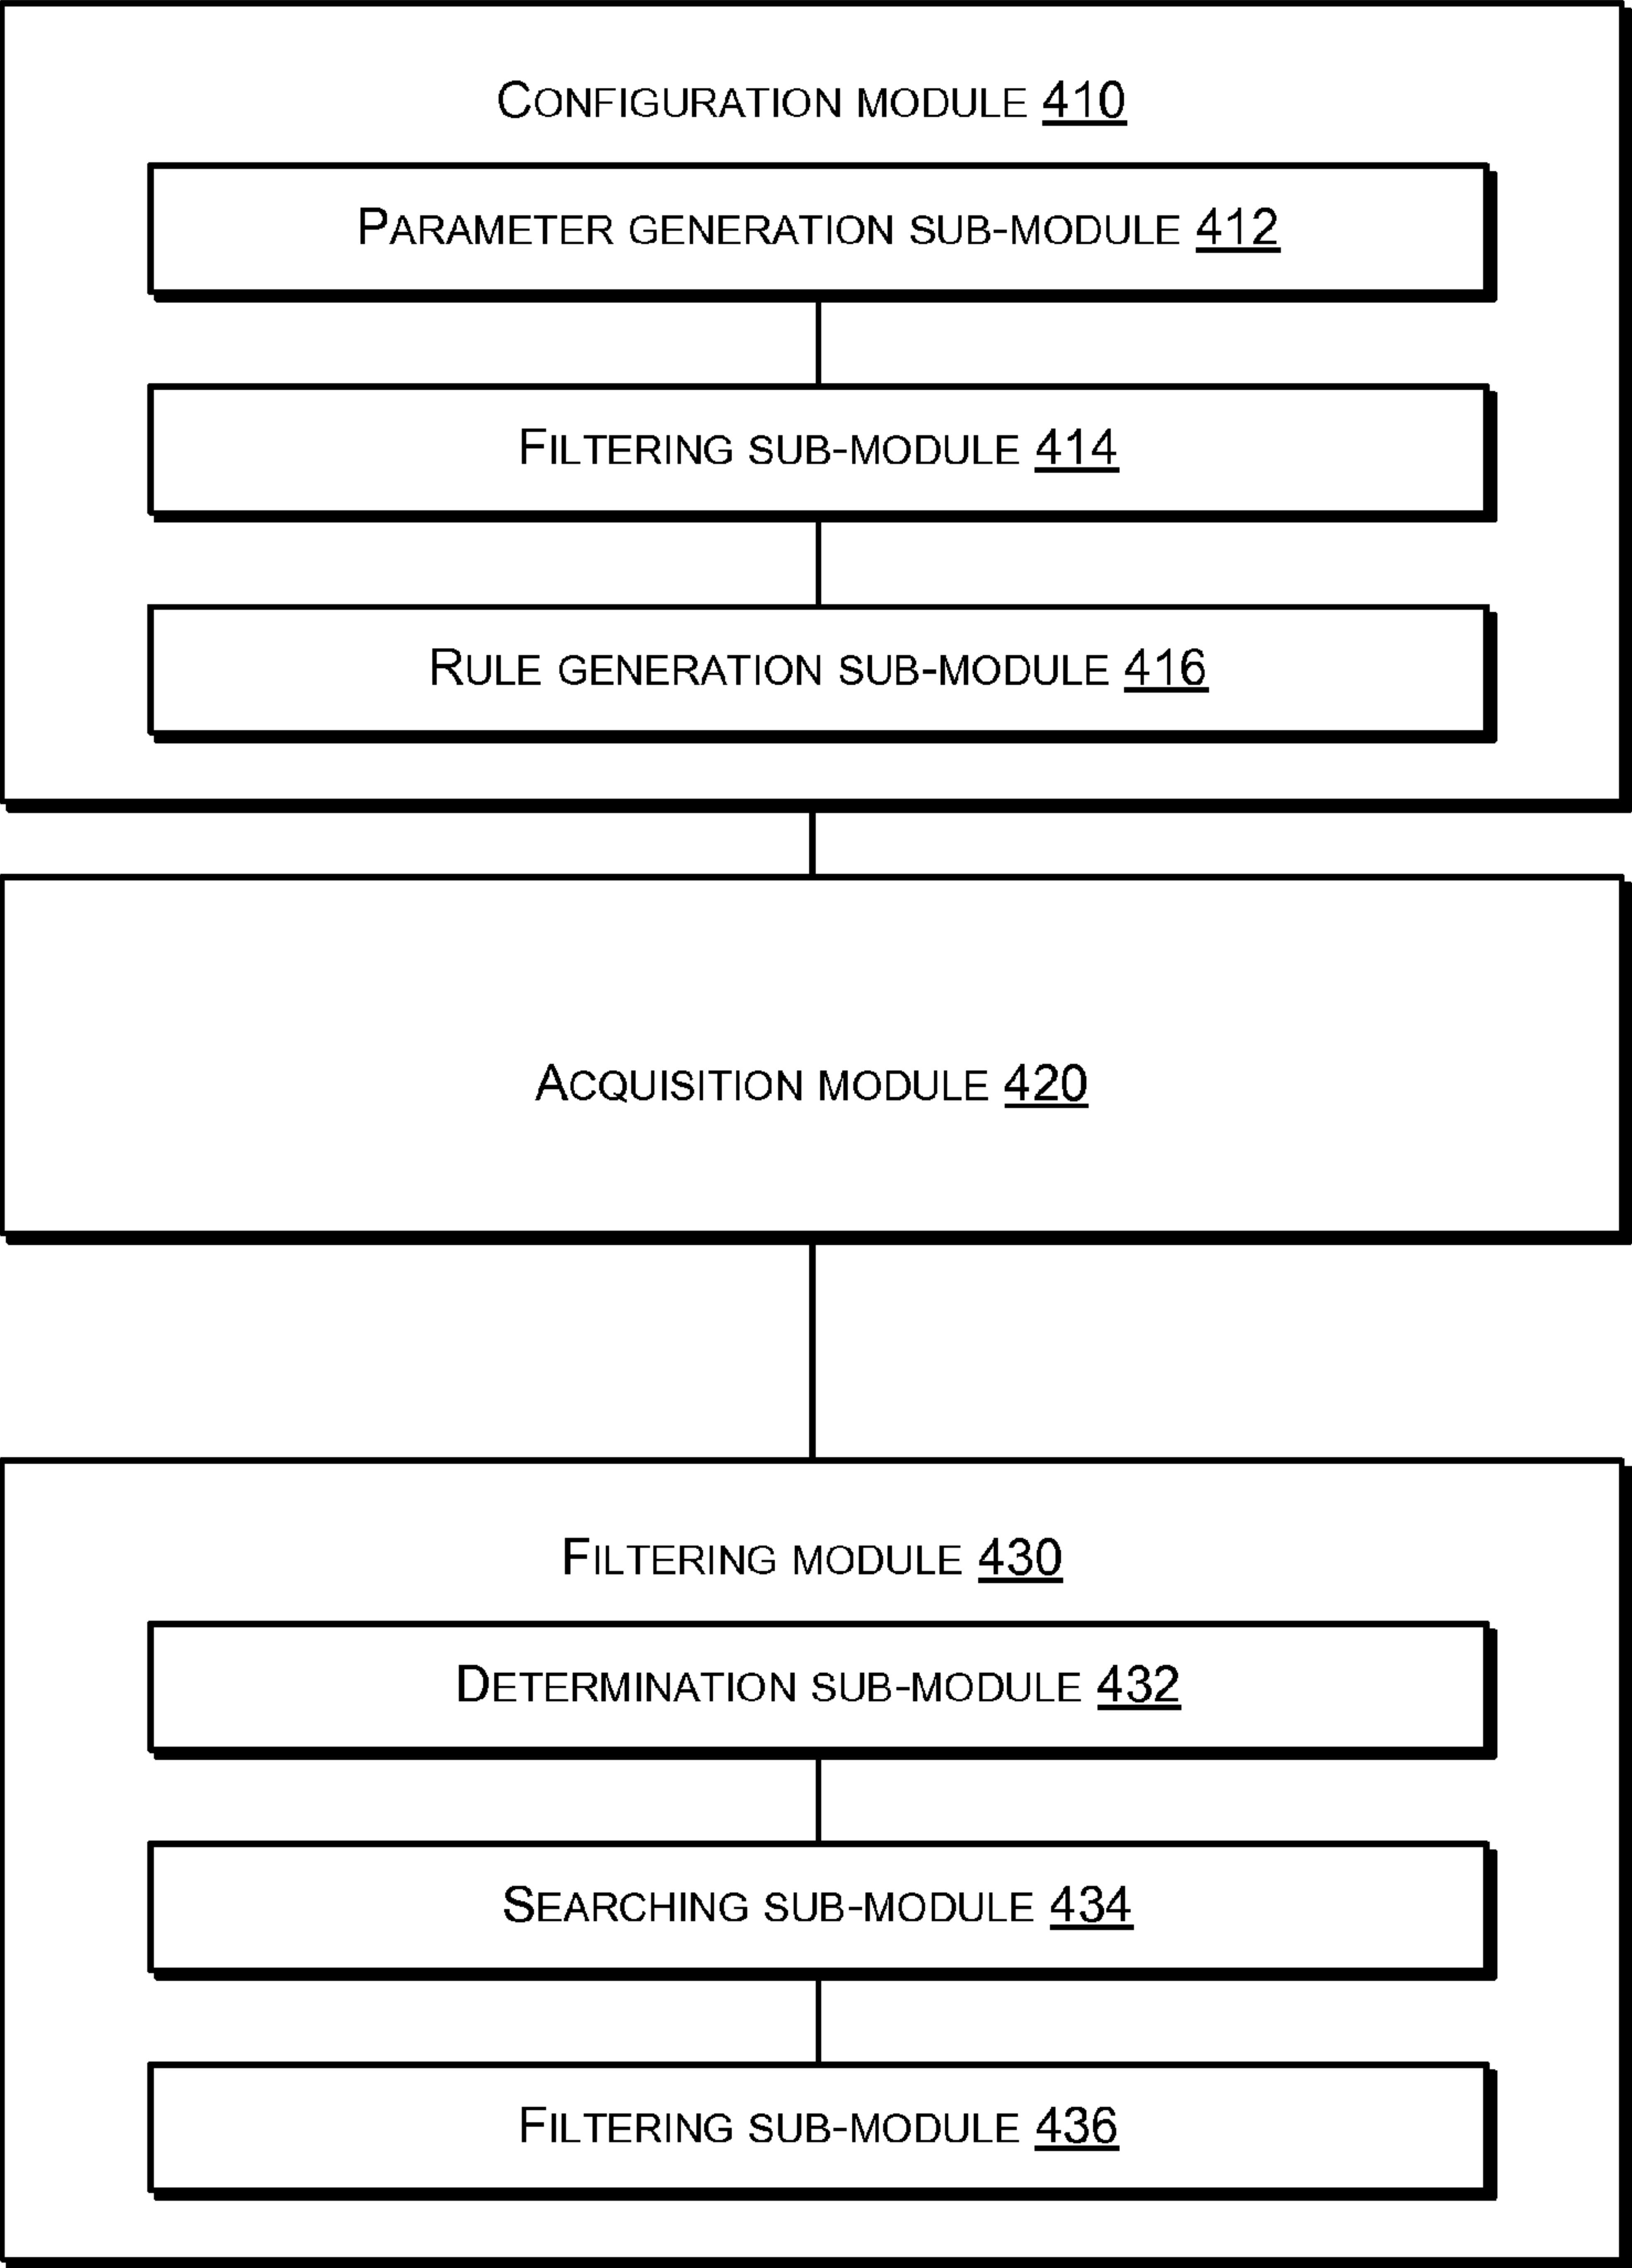 Configuration module 410
Parameter generation sub-module 412
Filtering sub-module 414
Rule generation sub-module 416
Acquisition module 420
Filtering module 430
Determination sub-module 432
Searching sub-module 434
Filtering sub-module 436